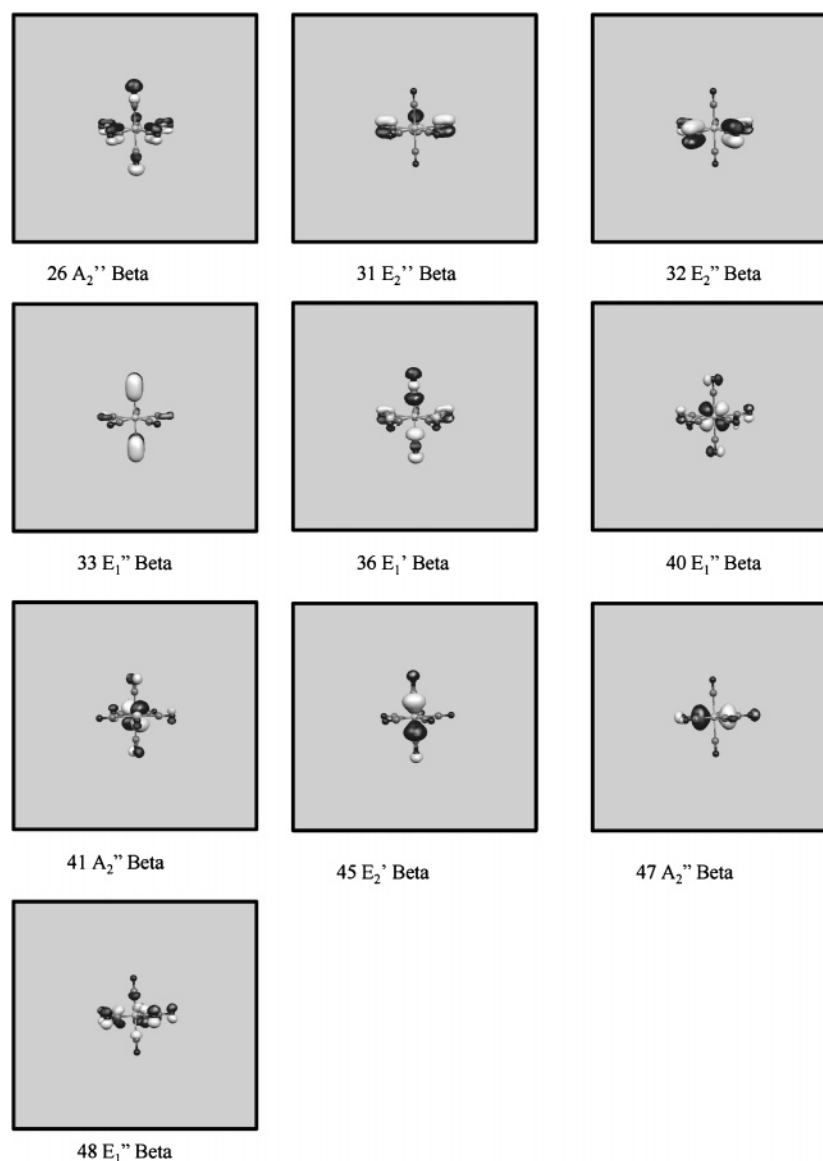 26 A₂’’ Beta
31 E₂’’ Beta
32 E₂” Beta
33 E₁” Beta
36 E₁’ Beta
40 E₁” Beta
41 A₂” Beta
45 E₂’ Beta
47 A₂” Beta
48 E₁” Beta